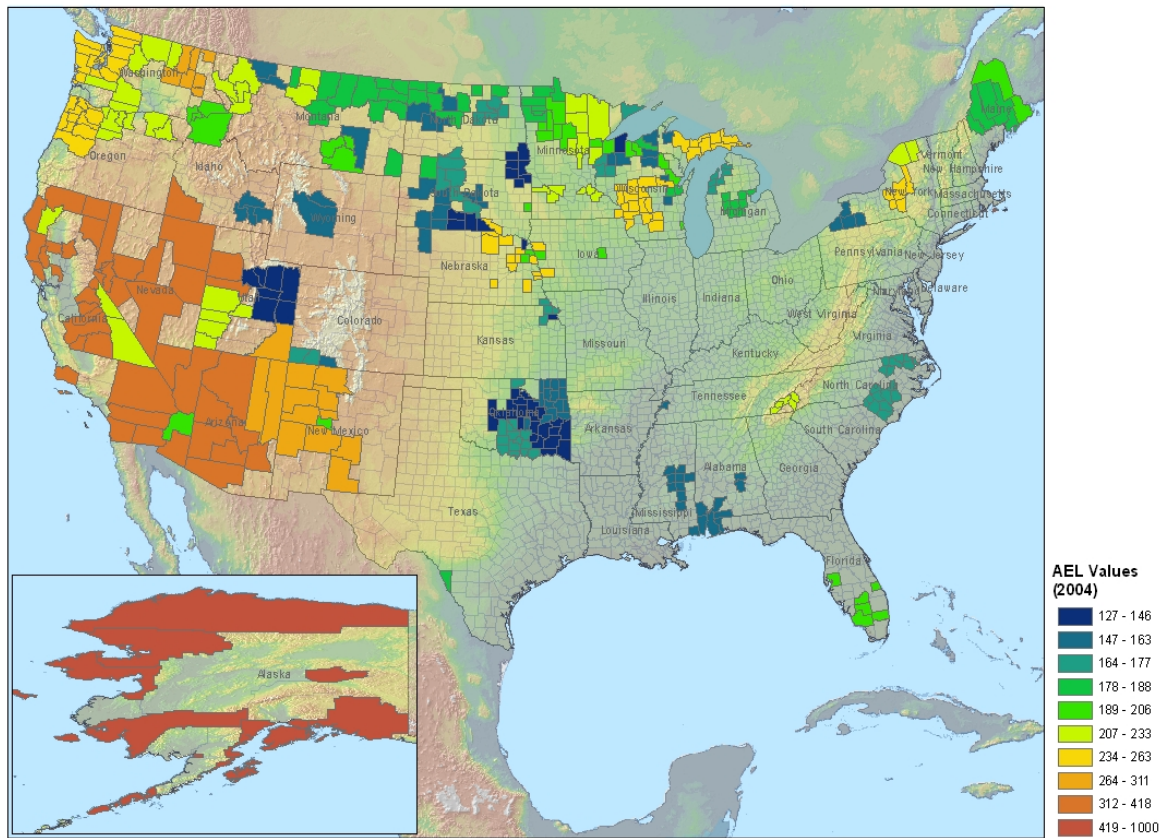 Washington
Montana
North Dakota
Minnesota
Maine
Oregon
Idaho
Vermont
New Hampshire
South Dakota
Wisconsin
New York
Massachusetts
Wyoming
Michigan
Connecticut
Pennsylvania
Iowa
Nebraska
New Jersey
Ohio
Nevada
Utah
Illinois
Indiana
Maryland
Delaware
Colorado
West Virginia
California
Kansas
Missouri
Virginia
Kentucky
North Carolina
Tennessee
Oklahoma
Arizona
New Mexico
Arkansas
South Carolina
Alabama
Georgia
Texas
Mississippi
Louisiana
Florida
Alaska
AEL Values
(2004)
127 - 146
147 - 163
164 - 177
178 - 188
189 - 206
207 - 233
234 - 263
264 - 311
312 - 418
419 - 1000